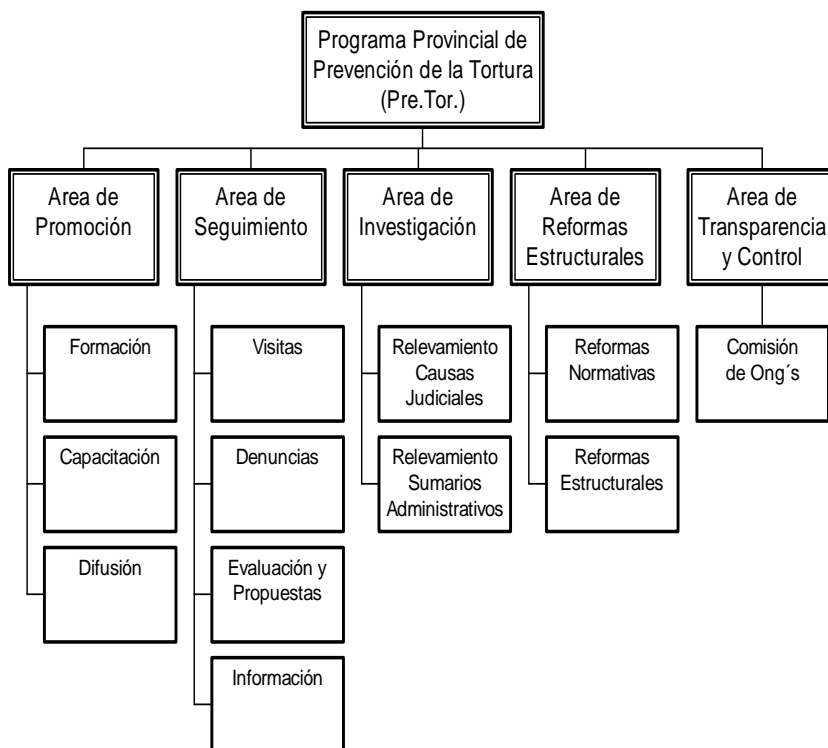 Programa Provincial de
Prevención de la Tortura
(Pre.Tor.)
Area de
Promoción
Area de
Seguimiento
Area de
Investigación
Area de
Reformas
Estructurales
Area de
Transparencia
y Control
Formación
Capacitación
Difusión
Visitas
Denuncias
Evaluación y
Propuestas
Información
Relevamiento
Causas
Judiciales
Relevamiento
Sumarios
Administrativos
Reformas
Normativas
Reformas
Estructurales
Comisión
de Ong´s